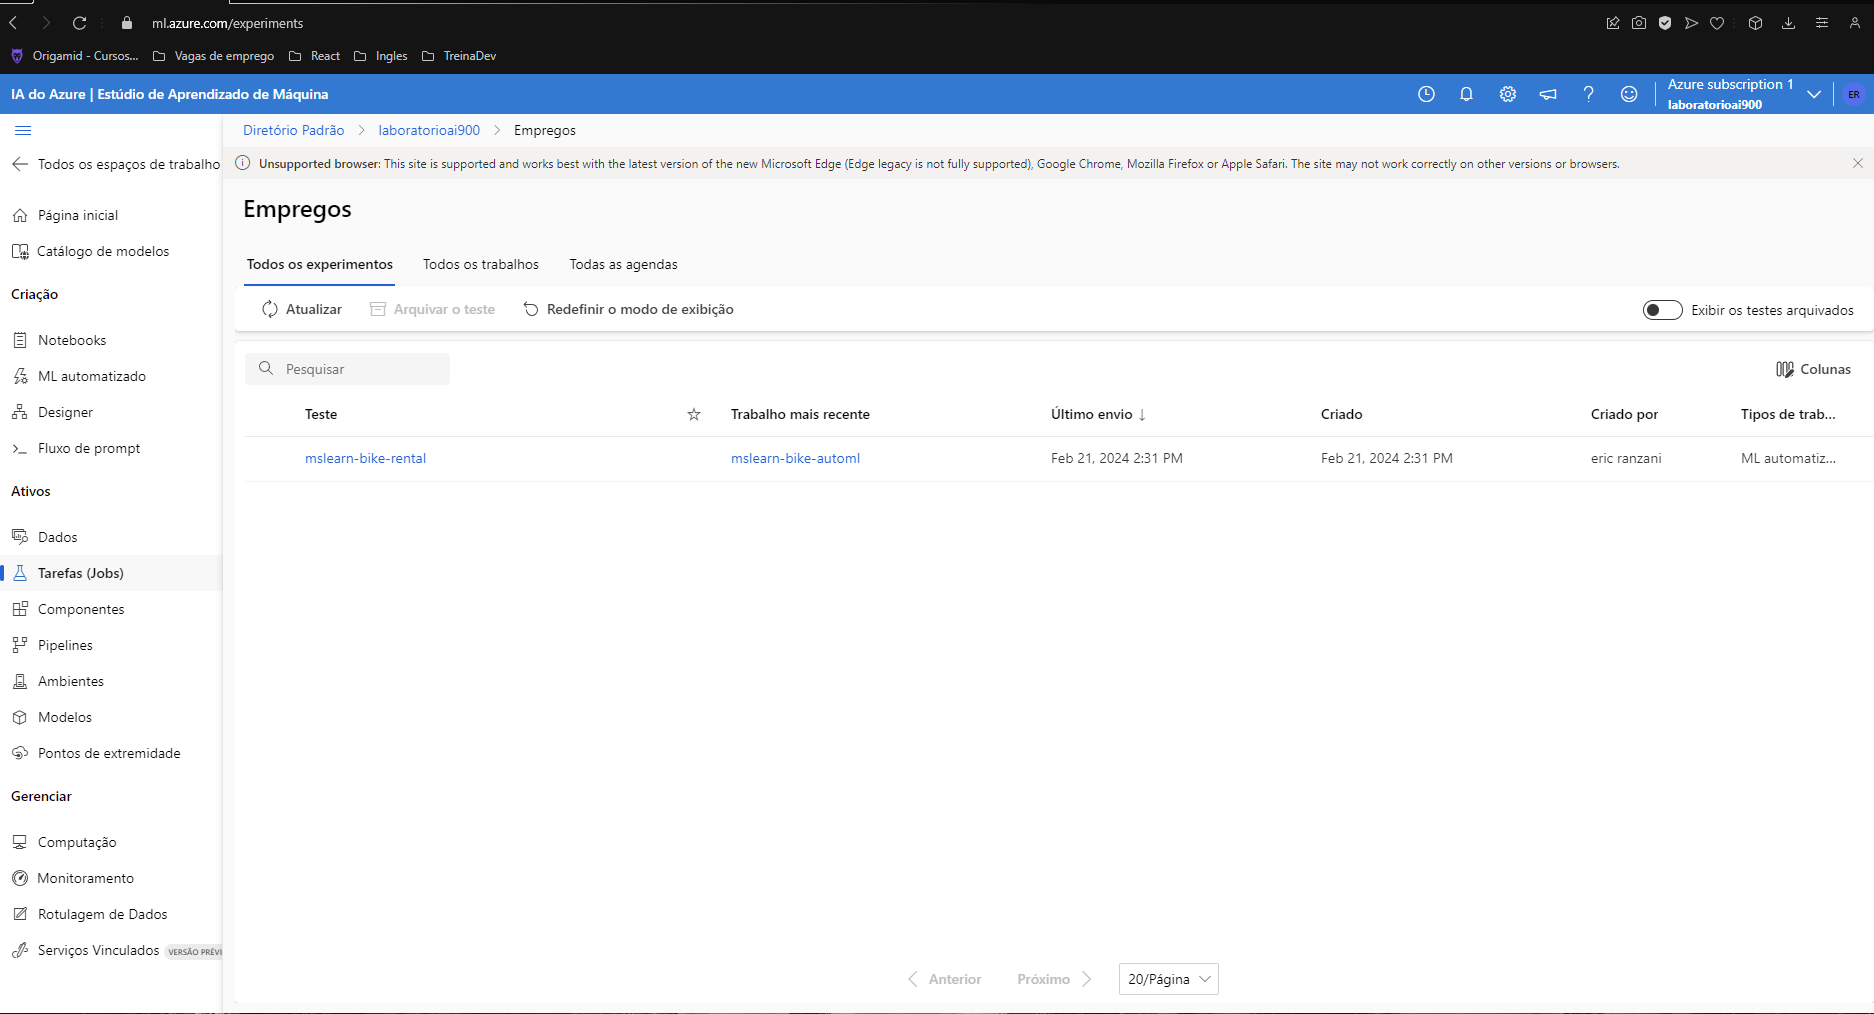 ml.azure.com/experiments
Origamid - Cursos... Vagas de emprego React Ingles TreinaDev
IA do Azure | Estúdio de Aprendizado de Máquina
Azure subscription 1
laboratorioai900
ER
Diretório Padrão > laboratorioai900 > Empregos
Todos os espaços de trabalho
Unsupported browser: This site is supported and works best with the latest version of the new Microsoft Edge (Edge legacy is not fully supported), Google Chrome, Mozilla Firefox or Apple Safari. The site may not work correctly on other versions or browsers.
Página inicial
Catálogo de modelos
Criação
Notebooks
ML automatizado
Designer
Fluxo de prompt
Ativos
Dados
Tarefas (Jobs)
Componentes
Pipelines
Ambientes
Modelos
Pontos de extremidade
Gerenciar
Computação
Monitoramento
Rotulagem de Dados
Serviços Vinculados VERSÃO PRÉVI
Empregos
Todos os experimentos Todos os trabalhos Todas as agendas
Atualizar Arquivar o teste Redefinir o modo de exibição Exibir os testes arquivados
Pesquisar Colunas
Teste Trabalho mais recente Último envio ↓ Criado Criado por Tipos de trab...
mslearn-bike-rental mslearn-bike-automl Feb 21, 2024 2:31 PM Feb 21, 2024 2:31 PM eric ranzani ML automatiz...
Anterior Próximo 20/Página